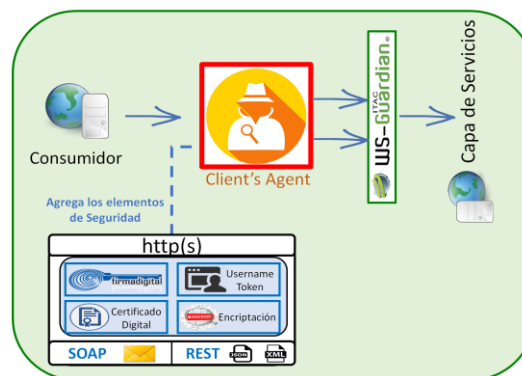 Consumidor
Client's Agent
ITAC
WS-Guardian®
Capa de Servicios
Agrega los elementos
de Seguridad
http(s)
firmadigital
Username
Token
Certificado
Digital
Encriptación
SOAP
REST
JSON
XML